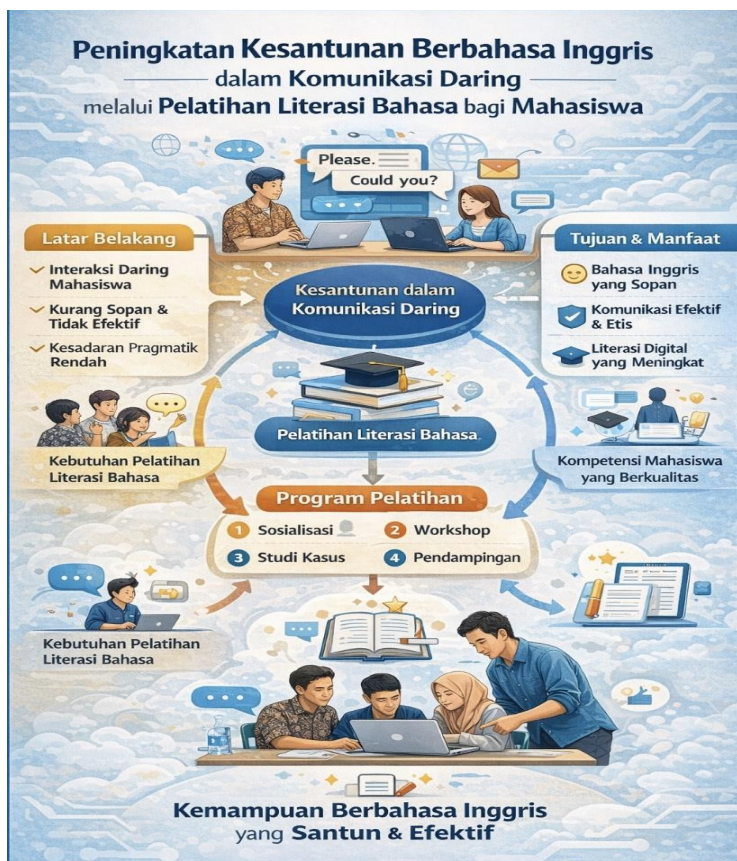 Peningkatan Kesantunan Berbahasa Inggris
dalam Komunikasi Daring
melalui Pelatihan Literasi Bahasa bagi Mahasiswa
Please.
Could you?
Latar Belakang
Interaksi Daring
Mahasiswa
Kurang Sopan &
Tidak Efektif
Kesadaran Pragmatik
Rendah
Kesantunan dalam
Komunikasi Daring
Tujuan & Manfaat
Bahasa Inggris
yang Sopan
Komunikasi Efektif
& Etis
Literasi Digital
yang Meningkat
Pelatihan Literasi Bahasa
Kebutuhan Pelatihan
Literasi Bahasa
Kompetensi Mahasiswa
yang Berkualitas
Program Pelatihan
1 Sosialisasi
2 Workshop
3 Studi Kasus
4 Pendampingan
Kebutuhan Pelatihan
Literasi Bahasa
Kemampuan Berbahasa Inggris
yang Santun & Efektif